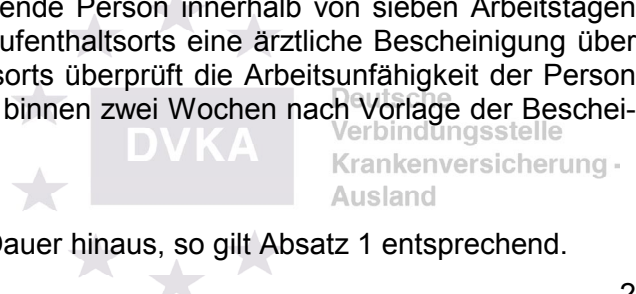 ende Person innerhalb von sieben Arbeitstagen
ufenthaltsorts eine ärztliche Bescheinigung über
sorts überprüft die Arbeitsunfähigkeit der Person
binnen zwei Wochen nach Vorlage der Beschei-
DVKA
Deutsche
Verbindungsstelle
Krankenversicherung -
Ausland
Dauer hinaus, so gilt Absatz 1 entsprechend.
2